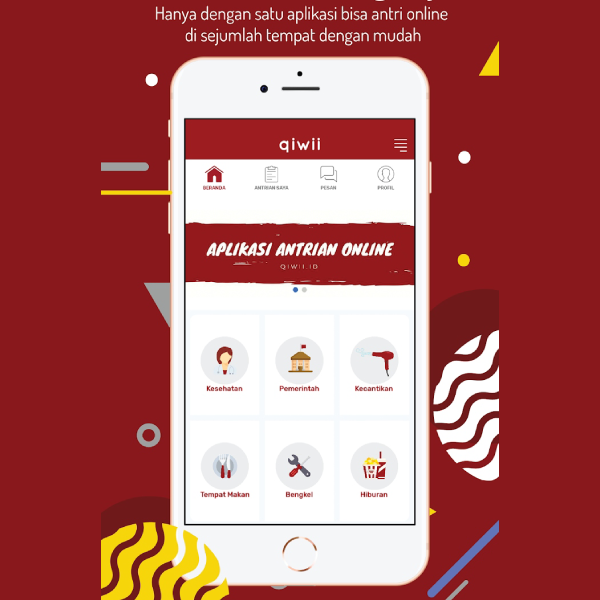 Hanya dengan satu aplikasi bisa antri online
di sejumlah tempat dengan mudah
qiwii
BERANDA
ANTRIAN SAYA
PESAN
PROFIL
APLIKASI ANTRIAN ONLINE
QIWII.ID
Kesehatan
Pemerintah
Kecantikan
Tempat Makan
Bengkel
Hiburan